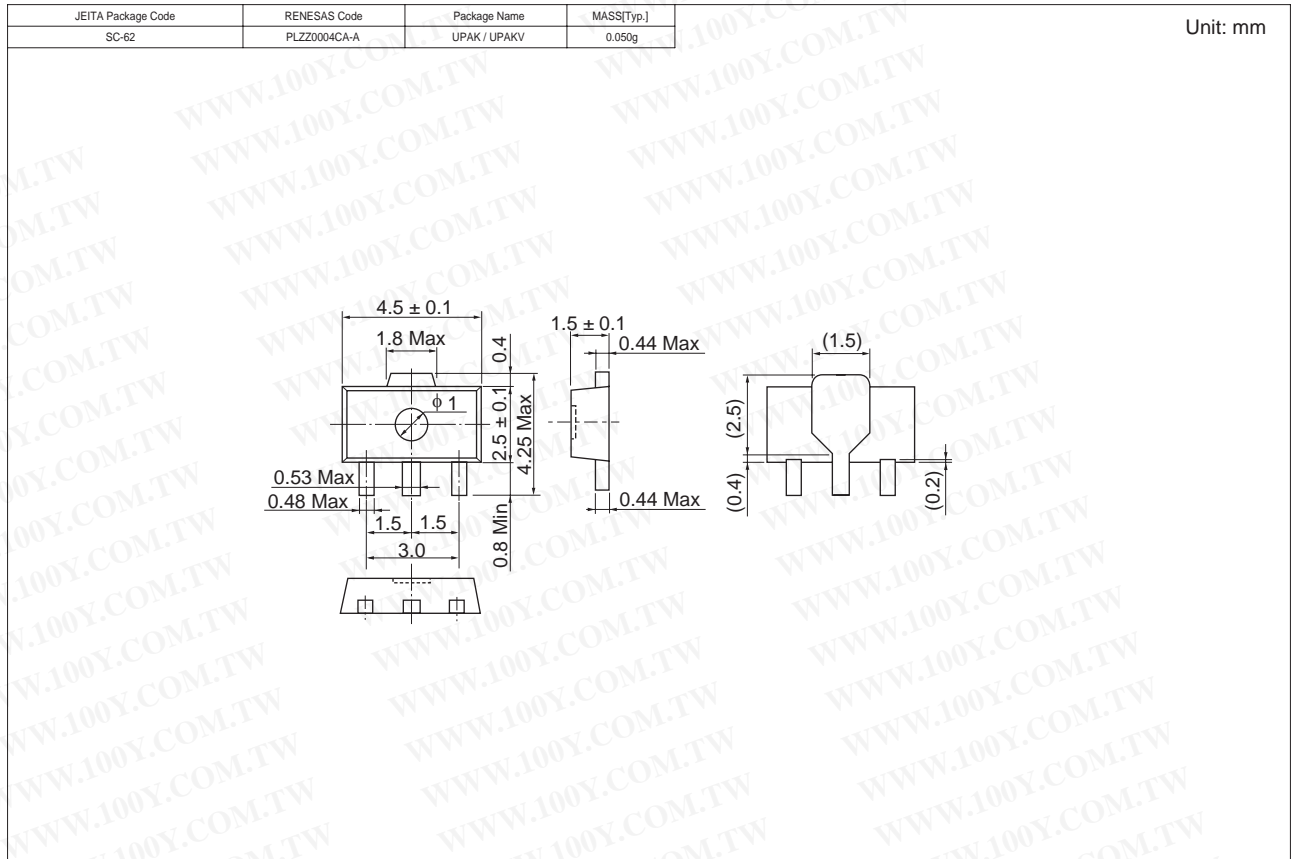 JEITA Package Code RENESAS Code Package Name MASS[Typ.]
SC-62 PLZZ0004CA-A UPAK / UPAKV 0.050g
Unit: mm
4.5 ± 0.1
1.8 Max
0.4
ϕ 1
2.5 ± 0.1
4.25 Max
0.53 Max
0.48 Max
1.5 1.5
3.0
0.8 Min
1.5 ± 0.1
0.44 Max
0.44 Max
(1.5)
(2.5)
(0.4)
(0.2)
WWW.100Y.COM.TW